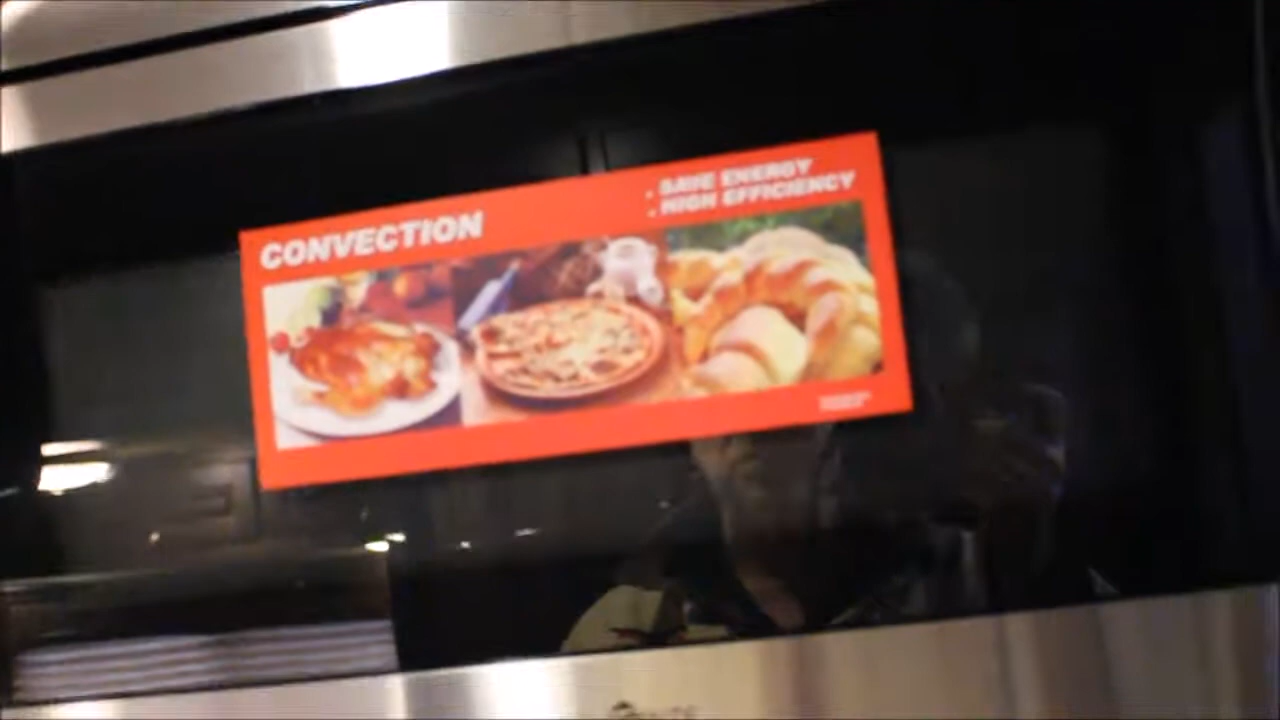 CONVECTION
. SAVE ENERGY
. HIGH EFFICIENCY